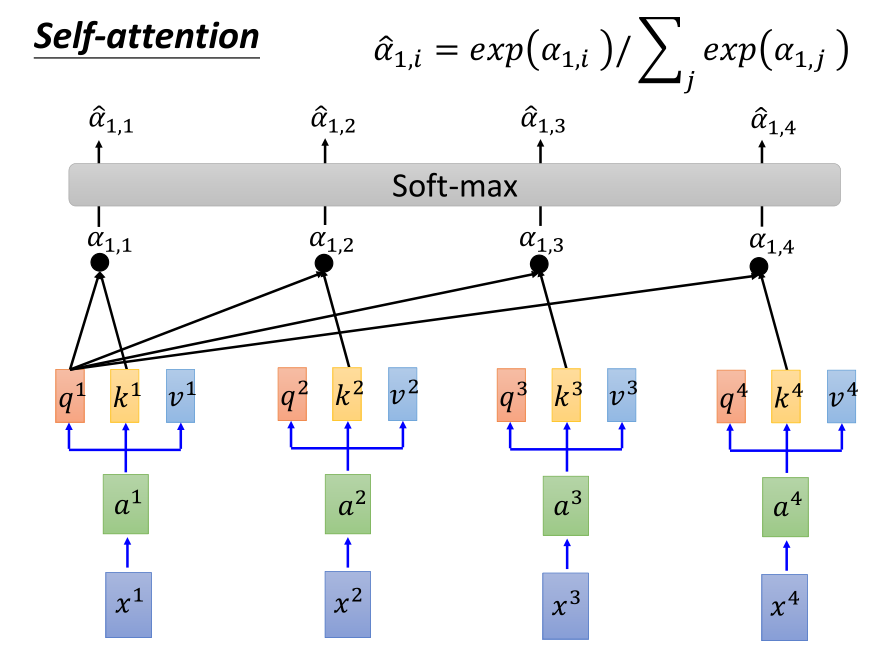 Self-attention
α̂₁,ᵢ = exp(α₁,ᵢ)/∑ⱼ exp(α₁,ⱼ)
α̂₁,₁ α̂₁,₂ α̂₁,₃ α̂₁,₄
Soft-max
α₁,₁ α₁,₂ α₁,₃ α₁,₄
q¹ k¹ v¹ q² k² v² q³ k³ v³ q⁴ k⁴ v⁴
a¹ a² a³ a⁴
x¹ x² x³ x⁴